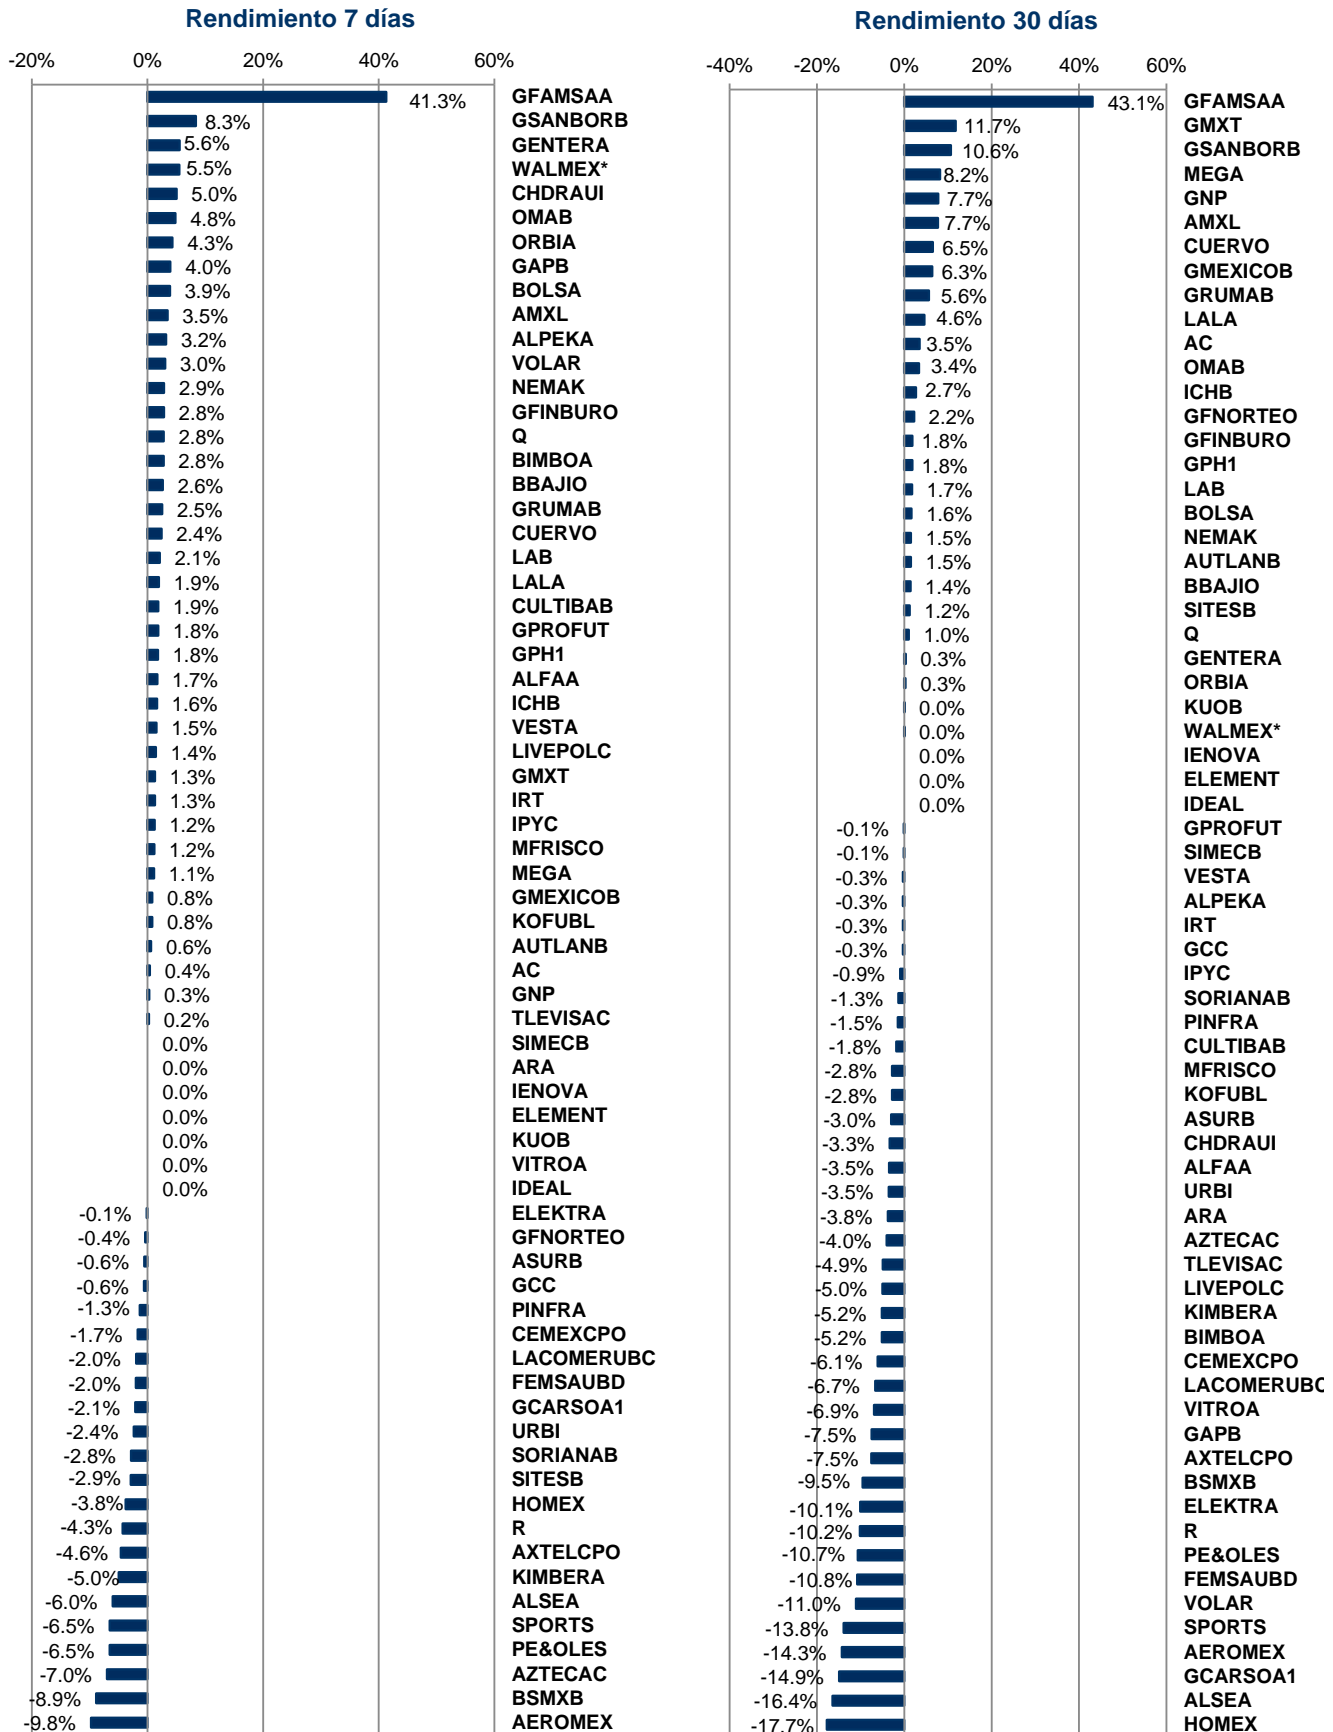 Rendimiento 7 días
-20% 0% 20% 40% 60%
41.3% GFAMSAA
8.3% GSANBORB
5.6% GENTERA
5.5% WALMEX*
5.0% CHDRAUI
4.8% OMAB
4.3% ORBIA
4.0% GAPB
3.9% BOLSA
3.5% AMXL
3.2% ALPEKA
3.0% VOLAR
2.9% NEMAK
2.8% GFINBURO
2.8% Q
2.8% BIMBOA
2.6% BBAJIO
2.5% GRUMAB
2.4% CUERVO
2.1% LAB
1.9% LALA
1.9% CULTIBAB
1.8% GPROFUT
1.8% GPH1
1.7% ALFAA
1.6% ICHB
1.5% VESTA
1.4% LIVEPOLC
1.3% GMXT
1.3% IRT
1.2% IPYC
1.2% MFRISCO
1.1% MEGA
0.8% GMEXICOB
0.8% KOFUBL
0.6% AUTLANB
0.4% AC
0.3% GNP
0.2% TLEVISAC
0.0% SIMECB
0.0% ARA
0.0% IENOVA
0.0% ELEMENT
0.0% KUOB
0.0% VITROA
0.0% IDEAL
-0.1% ELEKTRA
-0.4% GFNORTEO
-0.6% ASURB
-0.6% GCC
-1.3% PINFRA
-1.7% CEMEXCPO
-2.0% LACOMERUBC
-2.0% FEMSAUBD
-2.1% GCARSOA1
-2.4% URBI
-2.8% SORIANAB
-2.9% SITESB
-3.8% HOMEX
-4.3% R
-4.6% AXTELCPO
-5.0% KIMBERA
-6.0% ALSEA
-6.5% SPORTS
-6.5% PE&OLES
-7.0% AZTECAC
-8.9% BSMXB
-9.8% AEROMEX
Rendimiento 30 días
-40% -20% 0% 20% 40% 60%
43.1% GFAMSAA
11.7% GMXT
10.6% GSANBORB
8.2% MEGA
7.7% GNP
7.7% AMXL
6.5% CUERVO
6.3% GMEXICOB
5.6% GRUMAB
4.6% LALA
3.5% AC
3.4% OMAB
2.7% ICHB
2.2% GFNORTEO
1.8% GFINBURO
1.8% GPH1
1.7% LAB
1.6% BOLSA
1.5% NEMAK
1.5% AUTLANB
1.4% BBAJIO
1.2% SITESB
1.0% Q
0.3% GENTERA
0.3% ORBIA
0.0% KUOB
0.0% WALMEX*
0.0% IENOVA
0.0% ELEMENT
0.0% IDEAL
-0.1% GPROFUT
-0.1% SIMECB
-0.3% VESTA
-0.3% ALPEKA
-0.3% IRT
-0.3% GCC
-0.9% IPYC
-1.3% SORIANAB
-1.5% PINFRA
-1.8% CULTIBAB
-2.8% MFRISCO
-2.8% KOFUBL
-3.0% ASURB
-3.3% CHDRAUI
-3.5% ALFAA
-3.5% URBI
-3.8% ARA
-4.0% AZTECAC
-4.9% TLEVISAC
-5.0% LIVEPOLC
-5.2% KIMBERA
-5.2% BIMBOA
-6.1% CEMEXCPO
-6.7% LACOMERUBC
-6.9% VITROA
-7.5% GAPB
-7.5% AXTELCPO
-9.5% BSMXB
-10.1% ELEKTRA
-10.2% R
-10.7% PE&OLES
-10.8% FEMSAUBD
-11.0% VOLAR
-13.8% SPORTS
-14.3% AEROMEX
-14.9% GCARSOA1
-16.4% ALSEA
-17.7% HOMEX